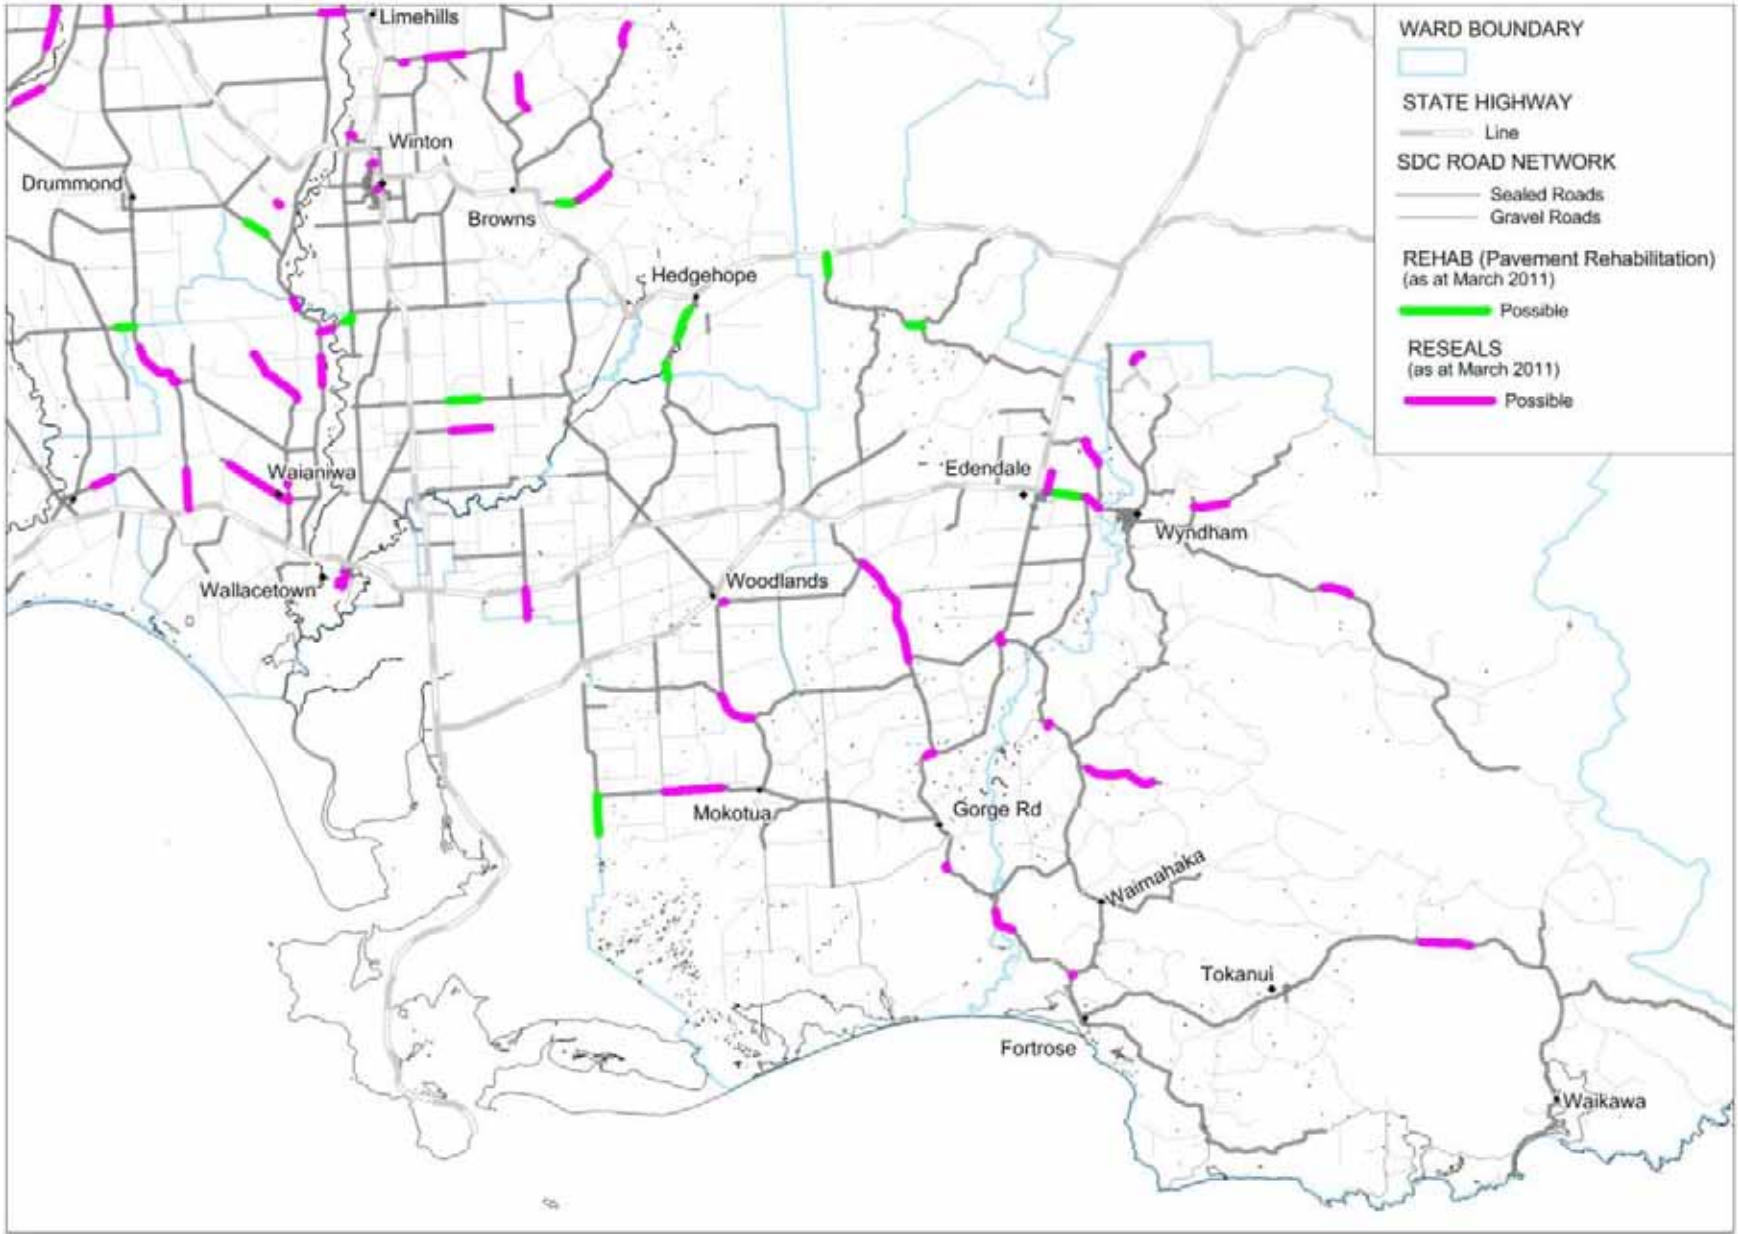 Limehills
Winton
Drummond
Browns
Hedgehope
Waianiwa
Edendale
Wyndham
Wallacetown
Woodlands
Mokotua
Gorge Rd
Waimahaka
Tokanui
Fortrose
Waikawa
WARD BOUNDARY
STATE HIGHWAY
Line
SDC ROAD NETWORK
Sealed Roads
Gravel Roads
REHAB (Pavement Rehabilitation)
(as at March 2011)
Possible
RESEALS
(as at March 2011)
Possible